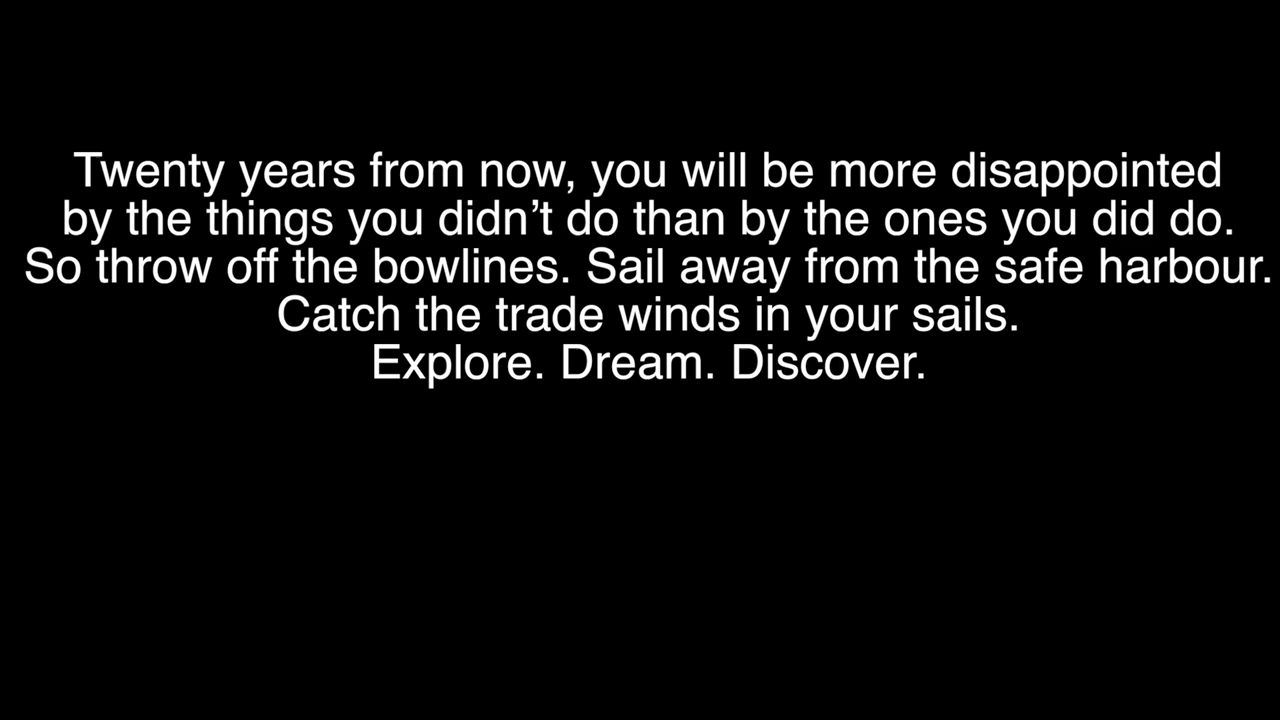 Twenty years from now, you will be more disappointed
by the things you didn’t do than by the ones you did do.
So throw off the bowlines. Sail away from the safe harbour.
Catch the trade winds in your sails.
Explore. Dream. Discover.